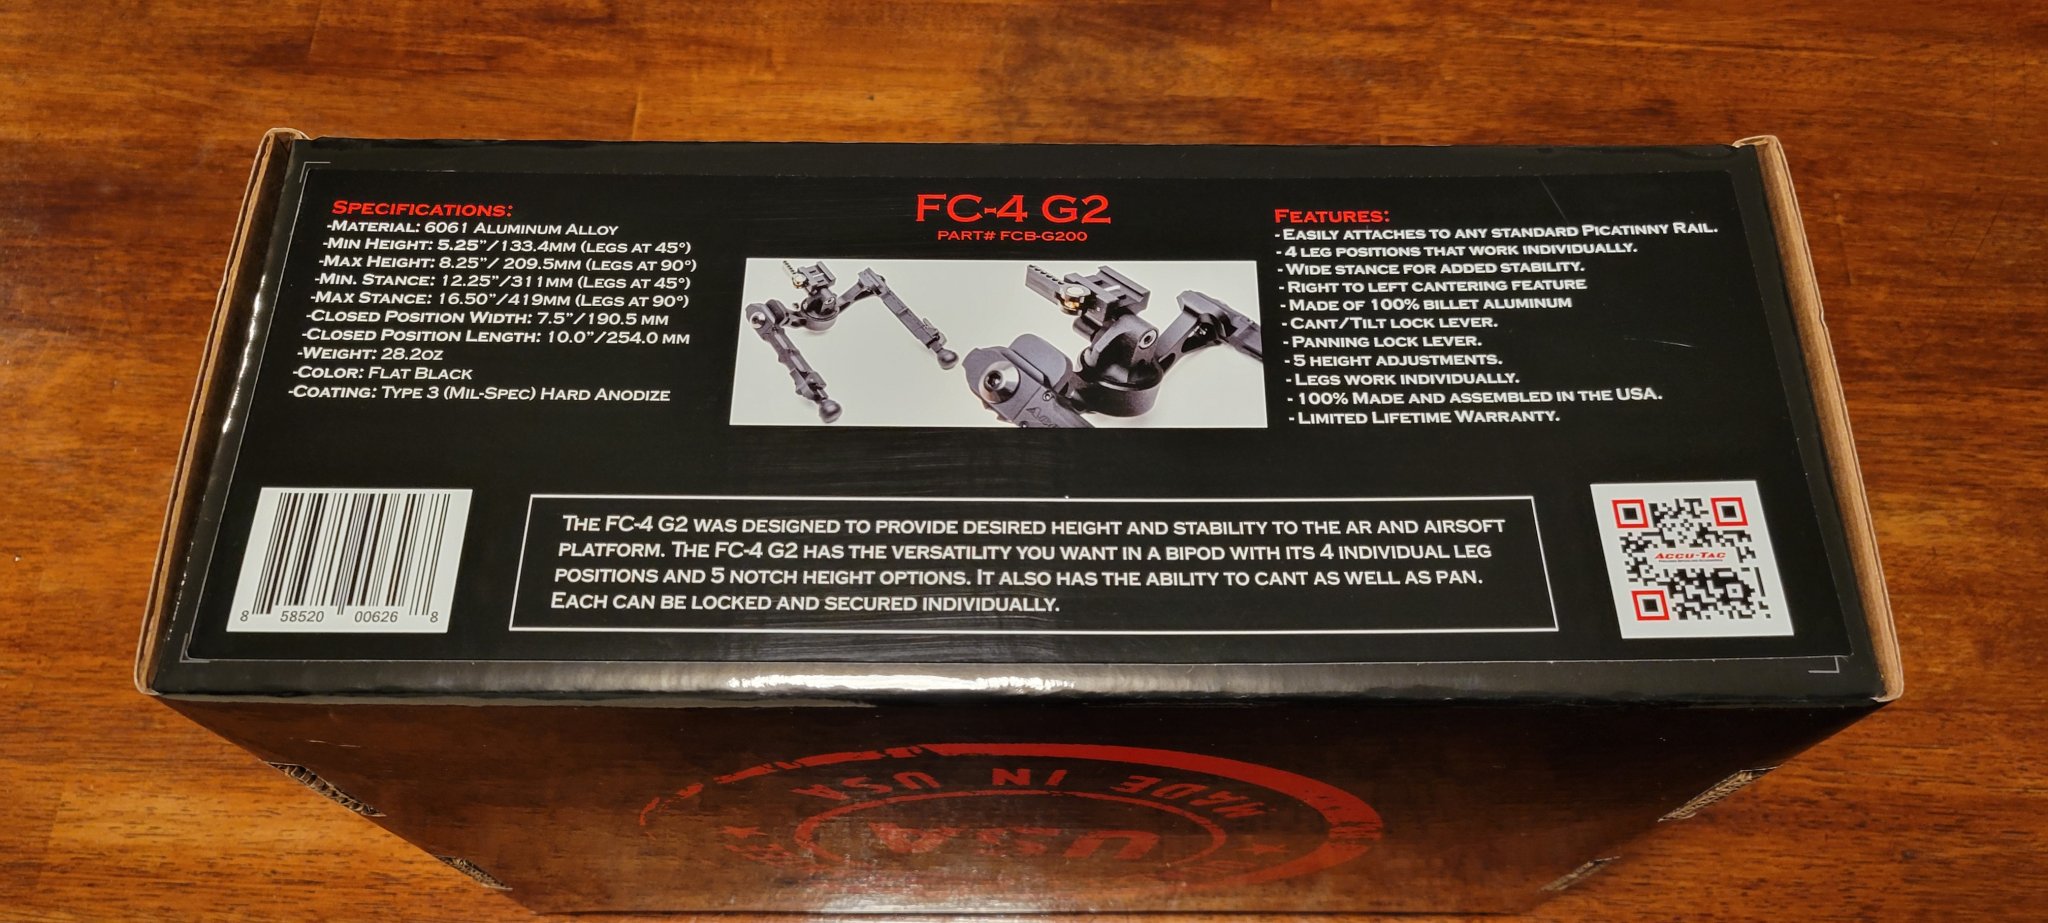 SPECIFICATIONS:
-MATERIAL: 6061 ALUMINUM ALLOY
-MIN HEIGHT: 5.25"/133.4MM (LEGS AT 45°)
-MAX HEIGHT: 8.25"/ 209.5MM (LEGS AT 90°)
-MIN. STANCE: 12.25"/311MM (LEGS AT 45°)
-MAX STANCE: 16.50"/419MM (LEGS AT 90°)
-CLOSED POSITION WIDTH: 7.5"/190.5 MM
-CLOSED POSITION LENGTH: 10.0"/254.0 MM
-WEIGHT: 28.2OZ
-COLOR: FLAT BLACK
-COATING: TYPE 3 (MIL-SPEC) HARD ANODIZE
FC-4 G2
PART# FCB-G200
FEATURES:
- EASILY ATTACHES TO ANY STANDARD PICATINNY RAIL.
- 4 LEG POSITIONS THAT WORK INDIVIDUALLY.
- WIDE STANCE FOR ADDED STABILITY.
- RIGHT TO LEFT CANTERING FEATURE
- MADE OF 100% BILLET ALUMINUM
- CANT/TILT LOCK LEVER.
- PANNING LOCK LEVER.
- 5 HEIGHT ADJUSTMENTS.
- LEGS WORK INDIVIDUALLY.
- 100% MADE AND ASSEMBLED IN THE USA.
- LIMITED LIFETIME WARRANTY.
8 58520 00626 8
THE FC-4 G2 WAS DESIGNED TO PROVIDE DESIRED HEIGHT AND STABILITY TO THE AR AND AIRSOFT
PLATFORM. THE FC-4 G2 HAS THE VERSATILITY YOU WANT IN A BIPOD WITH ITS 4 INDIVIDUAL LEG
POSITIONS AND 5 NOTCH HEIGHT OPTIONS. IT ALSO HAS THE ABILITY TO CANT AS WELL AS PAN.
EACH CAN BE LOCKED AND SECURED INDIVIDUALLY.
ACCU-TAC
MADE IN USA
USA